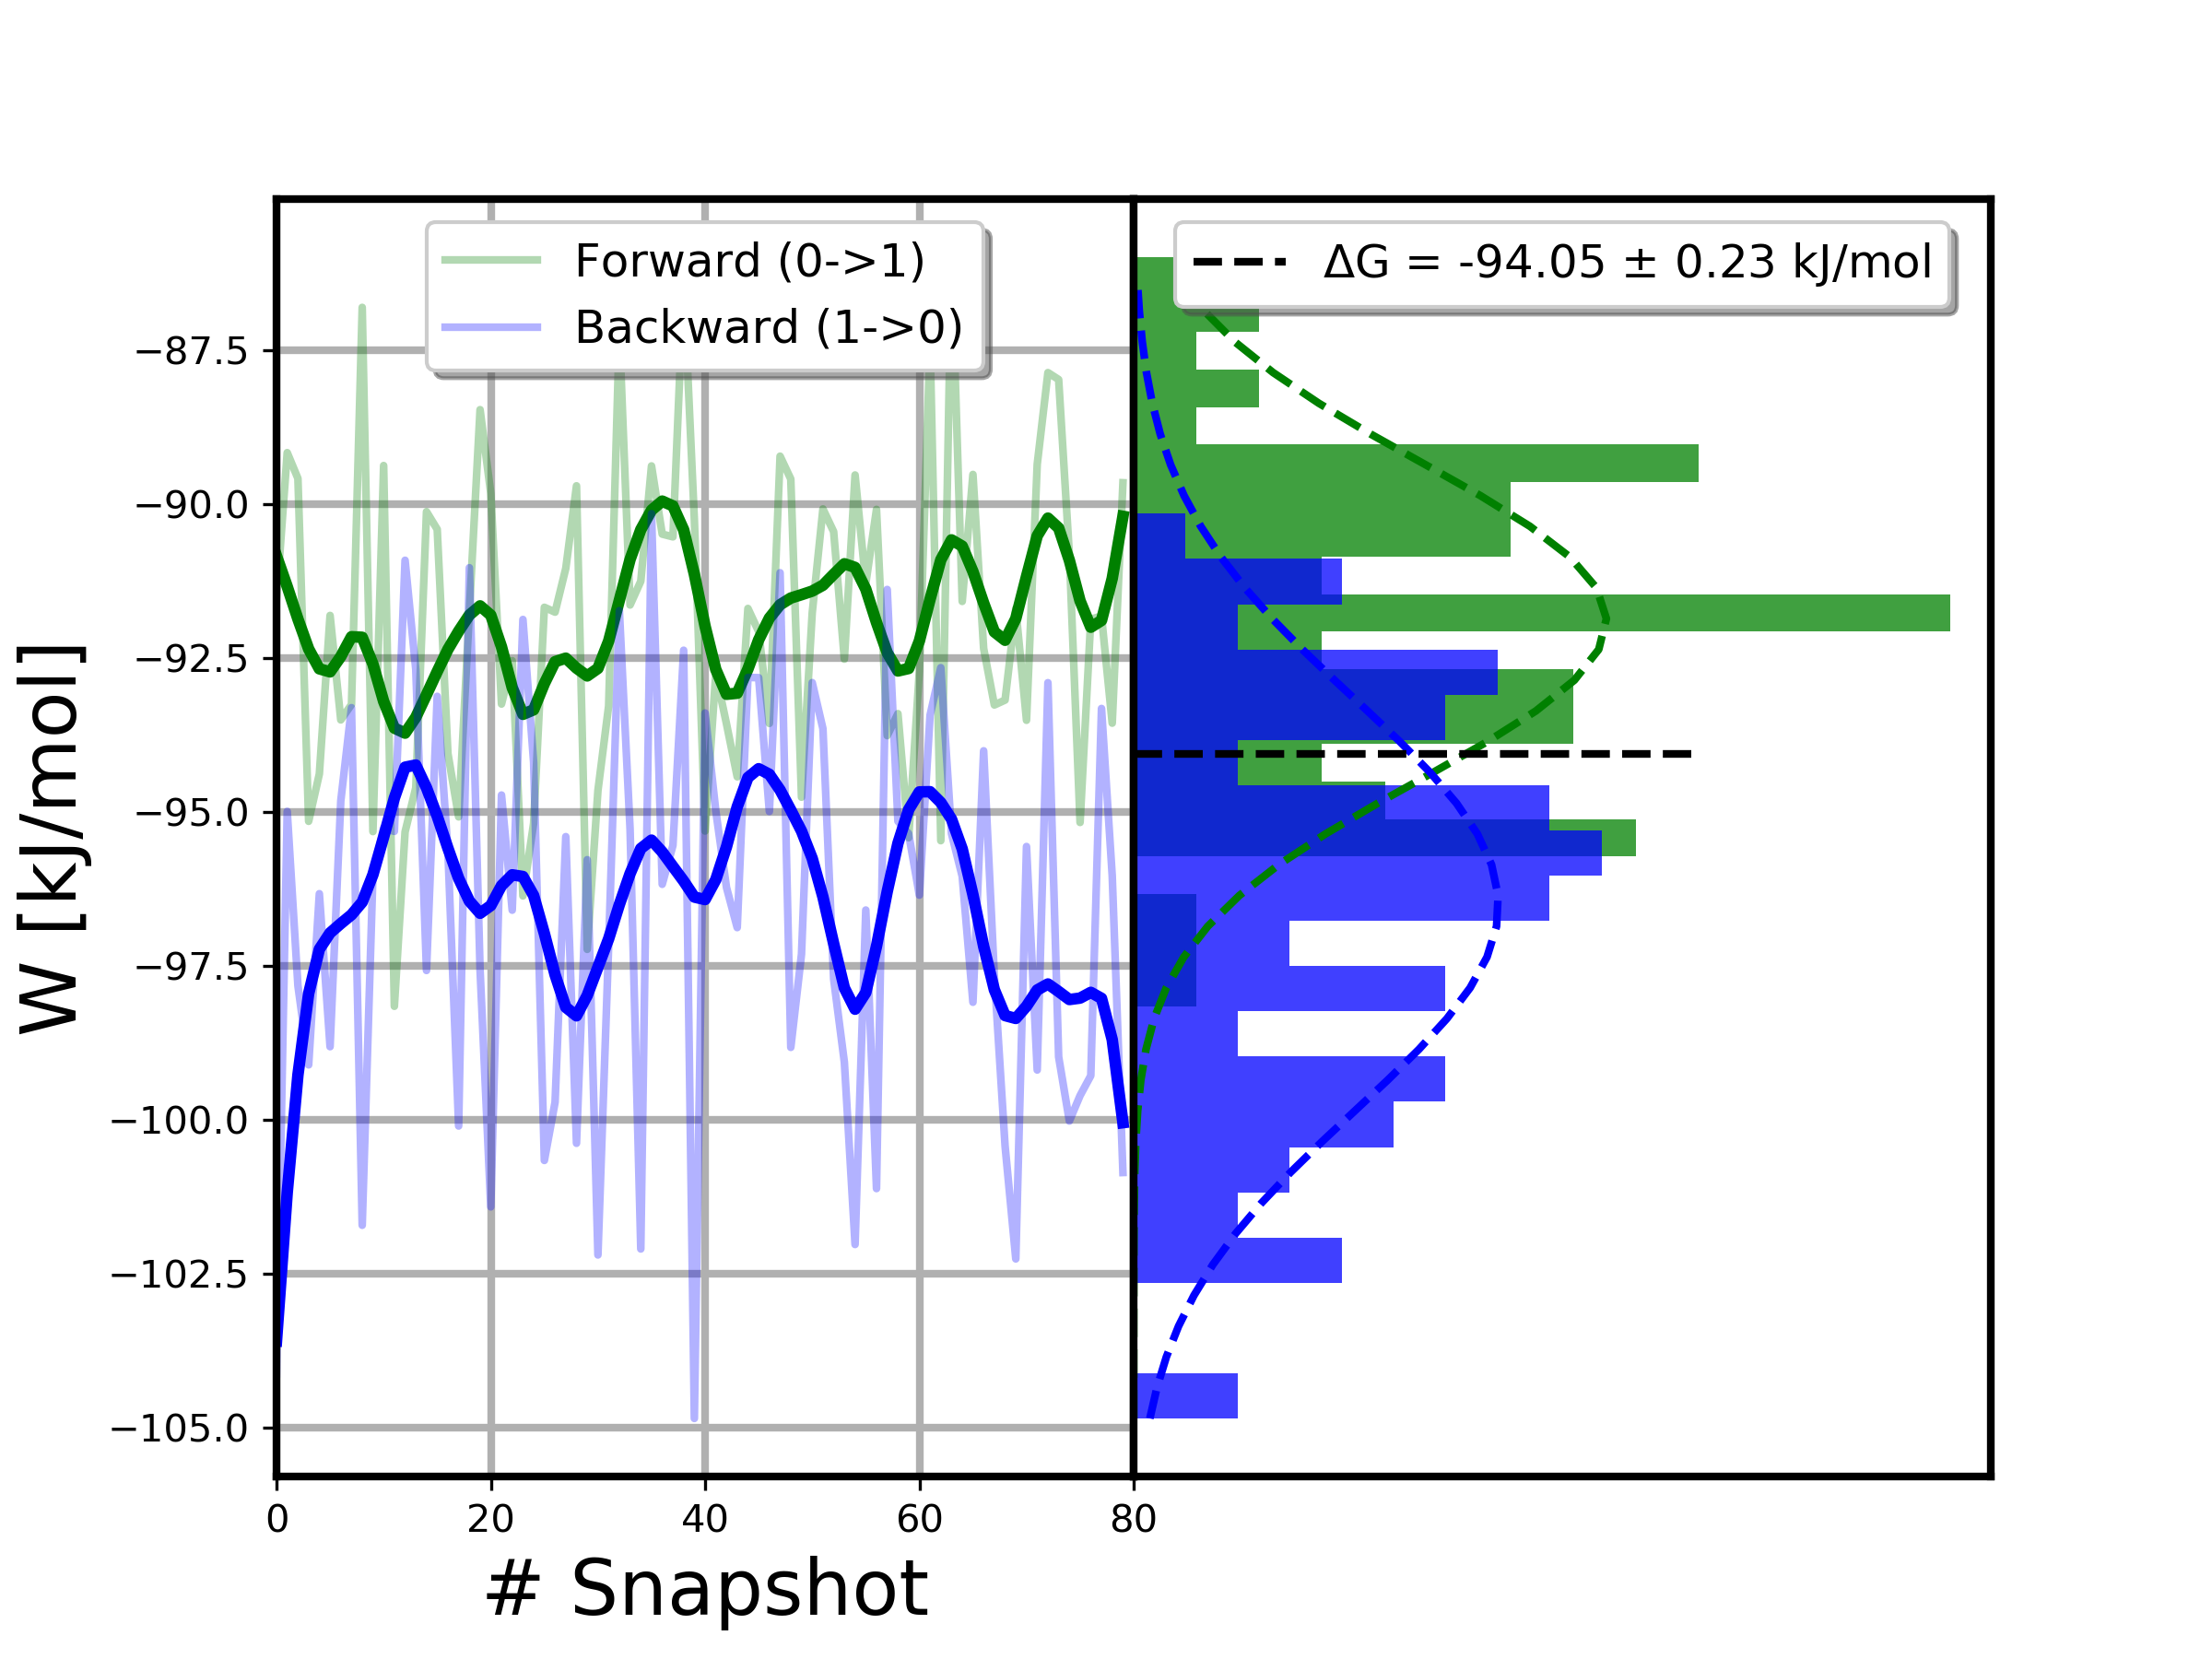 Forward (0->1)
Backward (1->0)
ΔG = -94.05 ± 0.23 kJ/mol
W [kJ/mol]
−87.5
−90.0
−92.5
−95.0
−97.5
−100.0
−102.5
−105.0
0 20 40 60 80
# Snapshot